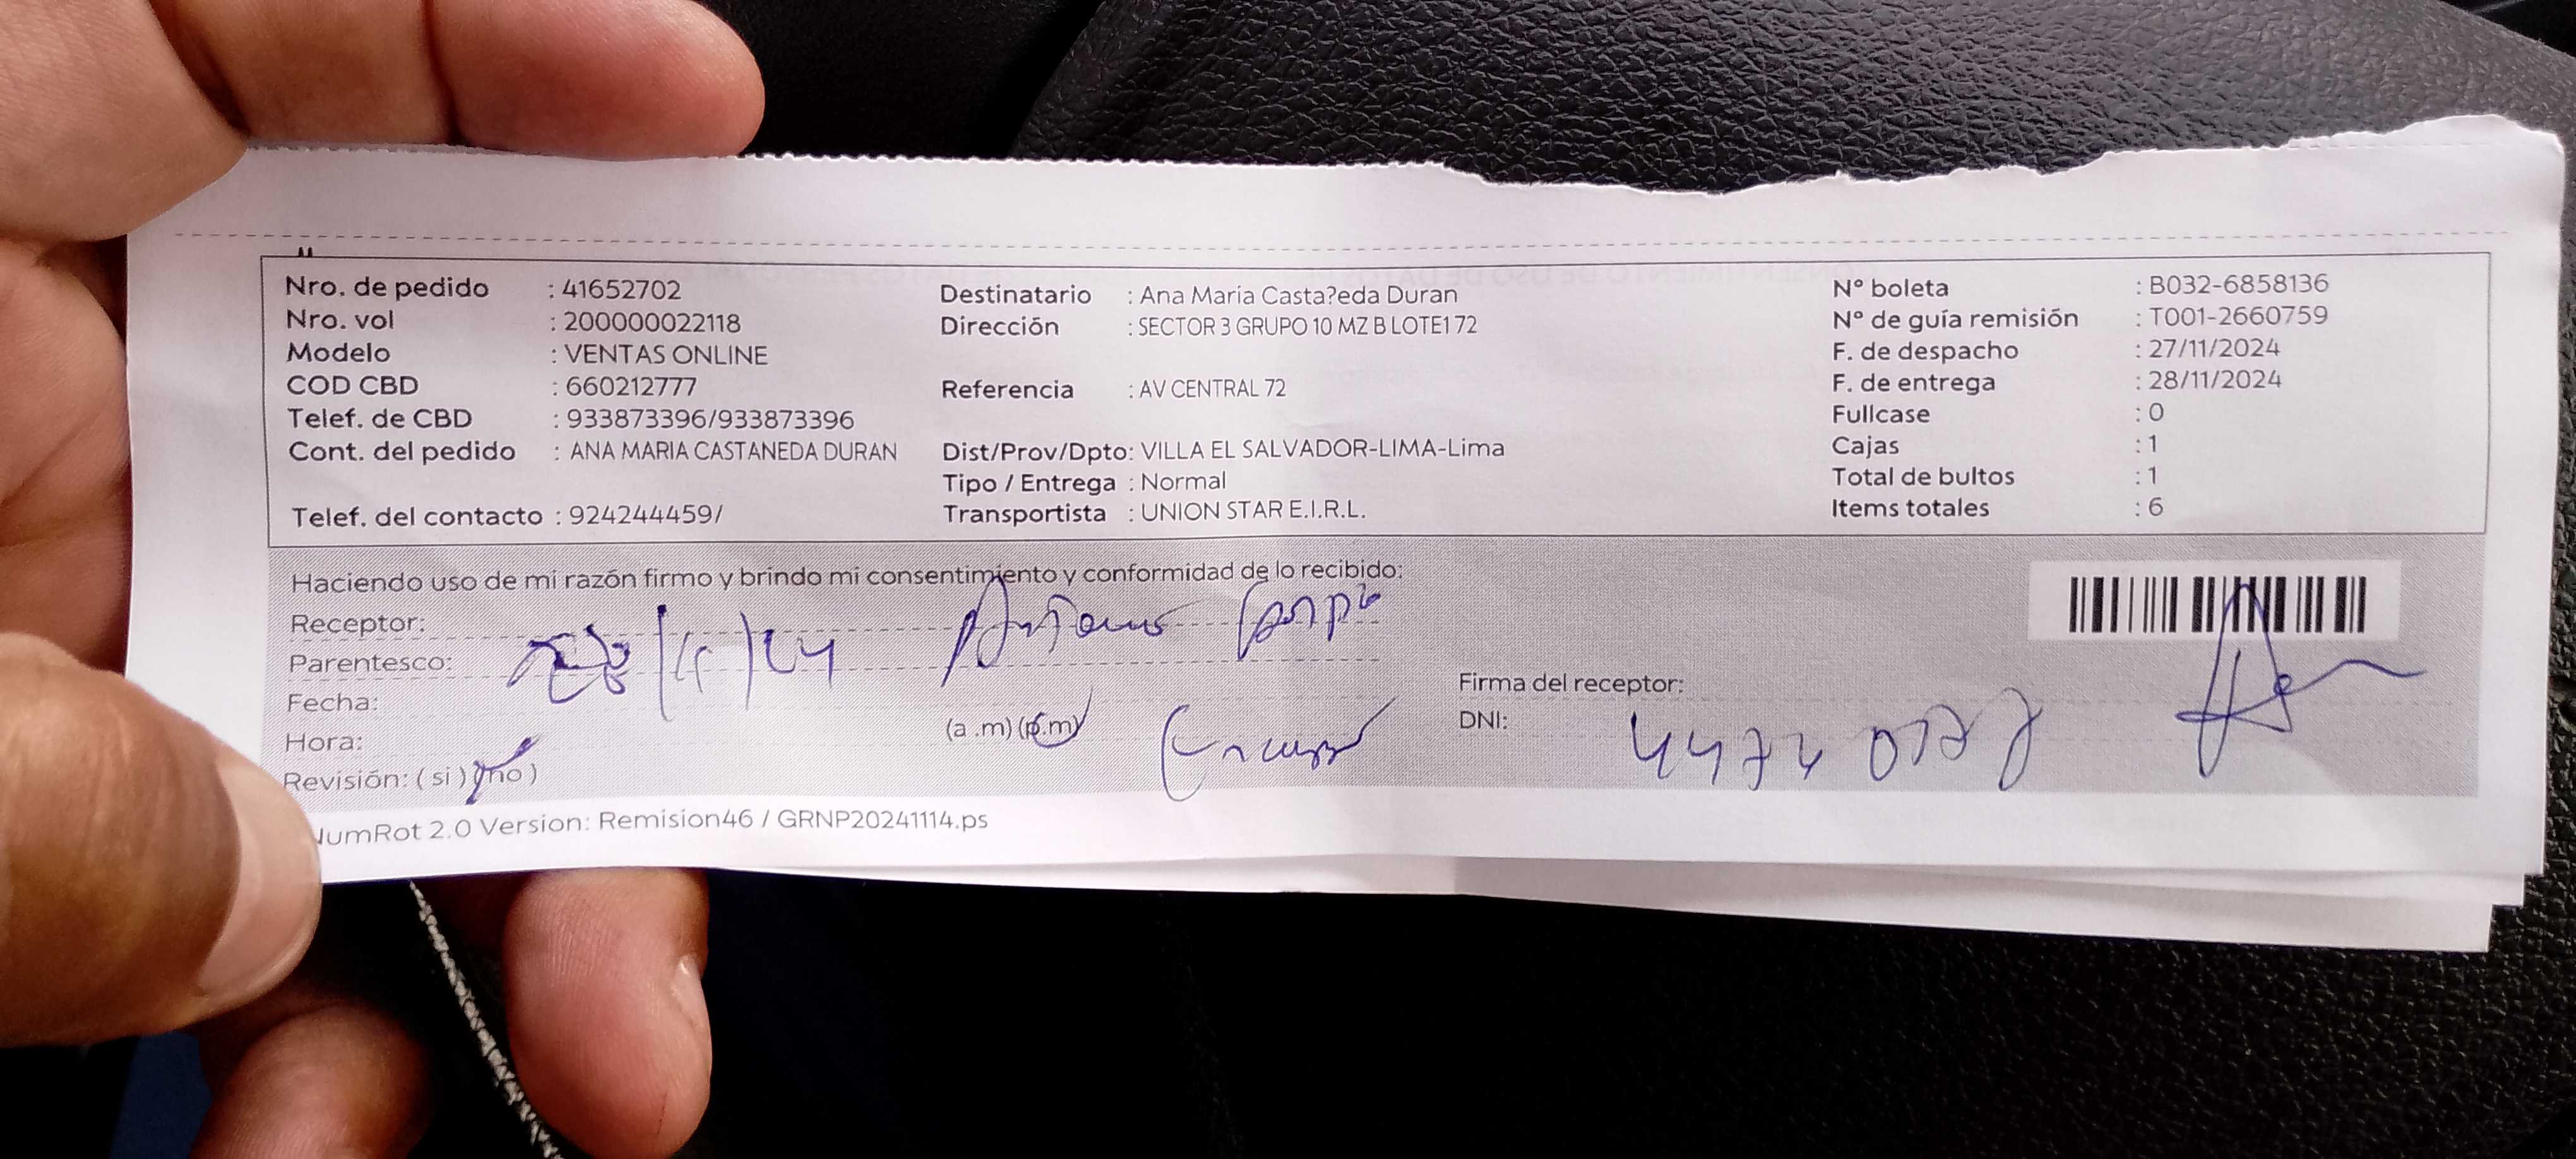 Nro. de pedido : 41652702
Nro. vol : 200000022118
Modelo : VENTAS ONLINE
COD CBD : 660212777
Telef. de CBD : 933873396/933873396
Cont. del pedido : ANA MARIA CASTANEDA DURAN
Telef. del contacto : 924244459/
Destinatario : Ana María Casta?eda Duran
Dirección : SECTOR 3 GRUPO 10 MZ B LOTE1 72
Referencia : AV CENTRAL 72
Dist/Prov/Dpto: VILLA EL SALVADOR-LIMA-Lima
Tipo / Entrega : Normal
Transportista : UNION STAR E.I.R.L.
N° boleta : B032-6858136
N° de guía remisión : T001-2660759
F. de despacho : 27/11/2024
F. de entrega : 28/11/2024
Fullcase : 0
Cajas : 1
Total de bultos : 1
Items totales : 6
Haciendo uso de mi razón firmo y brindo mi consentimiento y conformidad de lo recibido:
Receptor:
Parentesco:
Fecha:
Hora: (a .m) (p.m)
Revisión: ( si ) (no )
Firma del receptor:
DNI:
NumRot 2.0 Version: Remision46 / GRNP20241114.ps